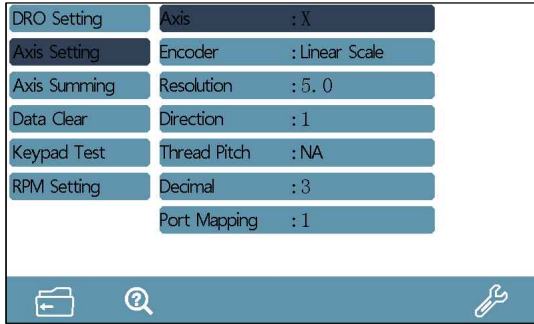 DRO Setting
Axis Setting
Axis Summing
Data Clear
Keypad Test
RPM Setting
Axis : X
Encoder : Linear Scale
Resolution : 5.0
Direction : 1
Thread Pitch : NA
Decimal : 3
Port Mapping : 1